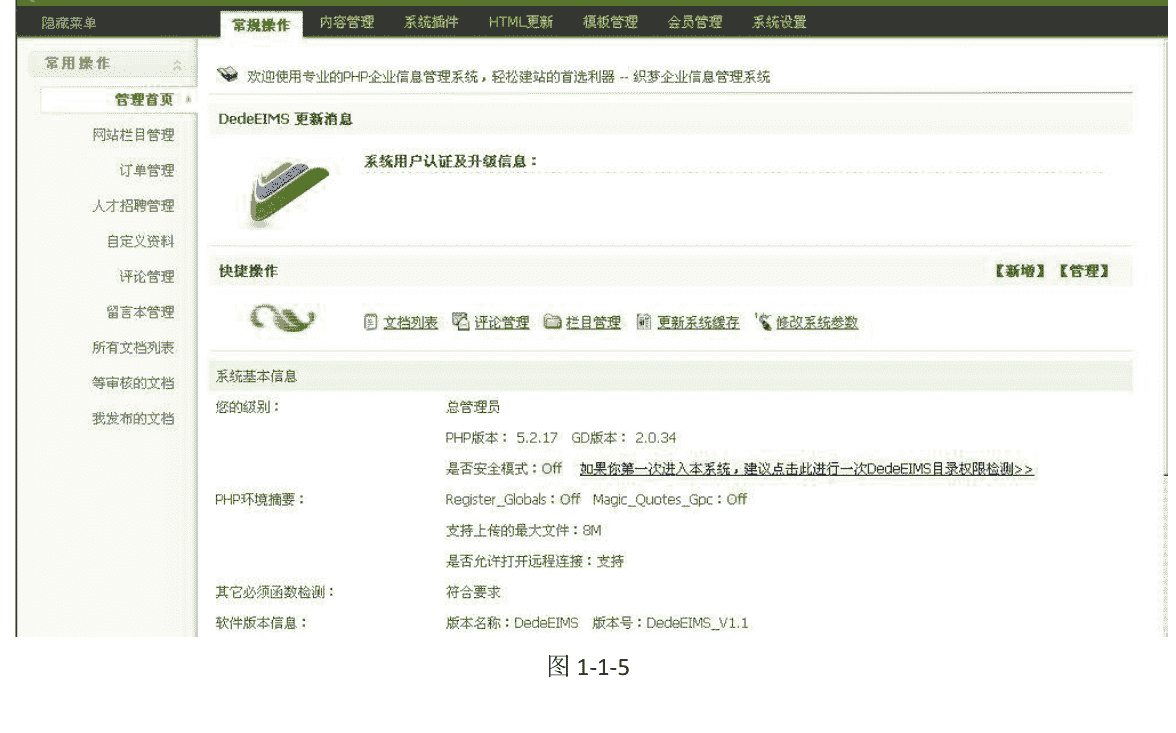 隐藏菜单 常规操作 内容管理 系统插件 HTML更新 模板管理 会员管理 系统设置
常用操作
管理首页
网站栏目管理
订单管理
人才招聘管理
自定义资料
评论管理
留言本管理
所有文档列表
等审核的文档
我发布的文档
欢迎使用专业的PHP企业信息管理系统，轻松建站的首选利器 -- 织梦企业信息管理系统
DedeEIMS 更新消息
系统用户认证及升级信息：
快捷操作 【新增】【管理】
文档列表 评论管理 栏目管理 更新系统缓存 修改系统参数
系统基本信息
您的级别： 总管理员
PHP版本： 5.2.17 GD版本： 2.0.34
是否安全模式：Off 如果你第一次进入本系统，建议点击此进行一次DedeEIMS目录权限检测>>
PHP环境摘要： Register_Globals：Off Magic_Quotes_Gpc：Off
支持上传的最大文件：8M
是否允许打开远程连接：支持
其它必须函数检测： 符合要求
软件版本信息： 版本名称：DedeEIMS 版本号：DedeEIMS_V1.1
图 1-1-5